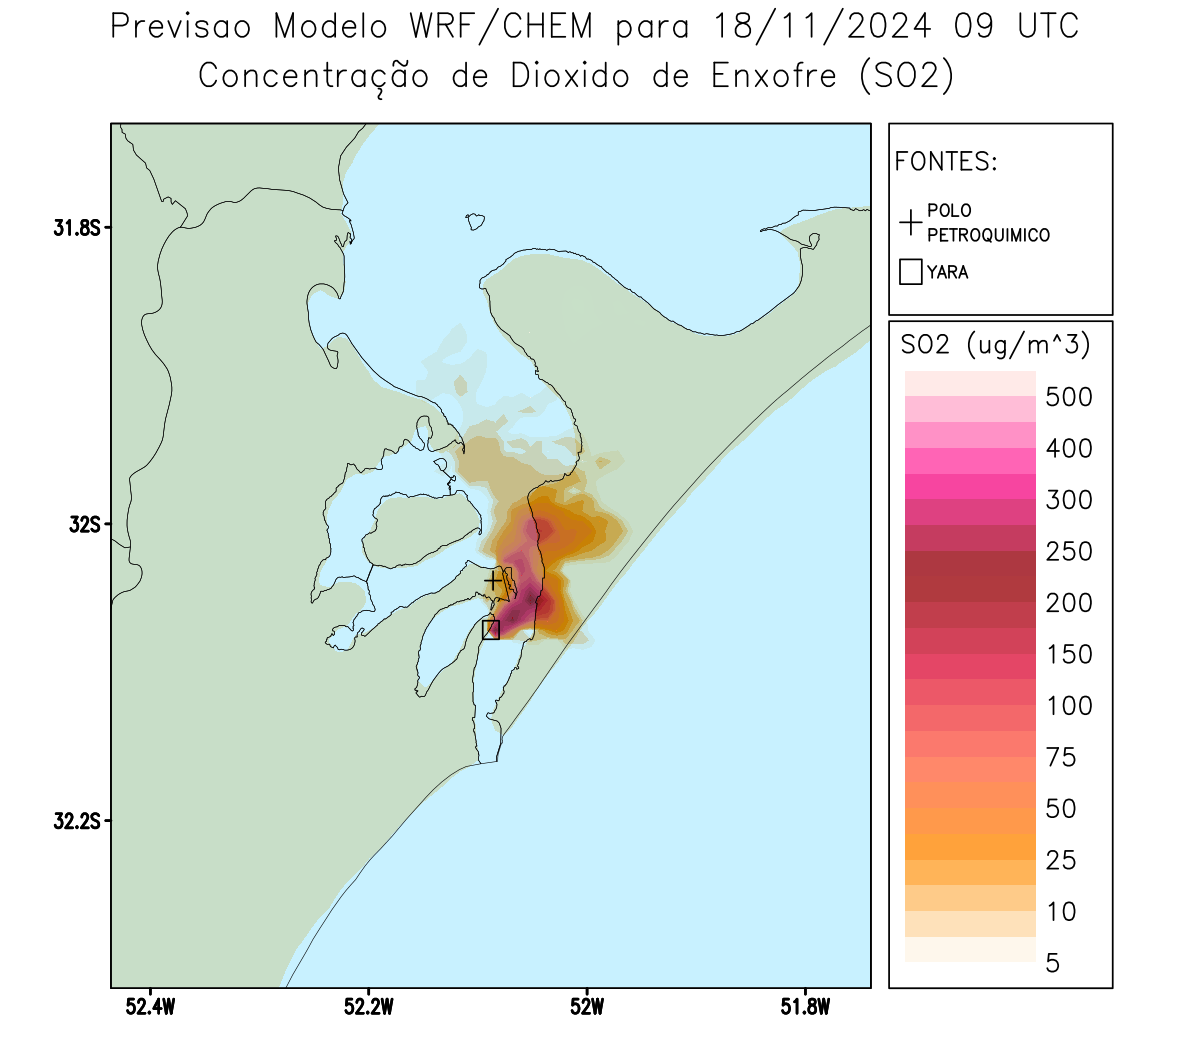 Previsao Modelo WRF/CHEM para 18/11/2024 09 UTC
Concentração de Dioxido de Enxofre (SO2)
FONTES:
POLO
PETROQUIMICO
YARA
31.8S
32S
32.2S
52.4W
52.2W
52W
51.8W
SO2 (ug/m^3)
500
400
300
250
200
150
100
75
50
25
10
5